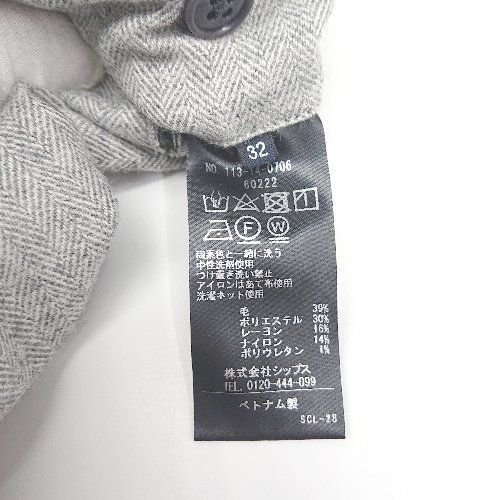 32
NO. 113-14-0706
60222
F W
同系色と一緒に洗う
中性洗剤使用
つけ置き洗い禁止
アイロンはあて布使用
洗濯ネット使用
毛 39%
ポリエステル 30%
レーヨン 16%
ナイロン 14%
ポリウレタン 1%
株式会社シップス
TEL. 0120-444-099
ベトナム製
SCL-28